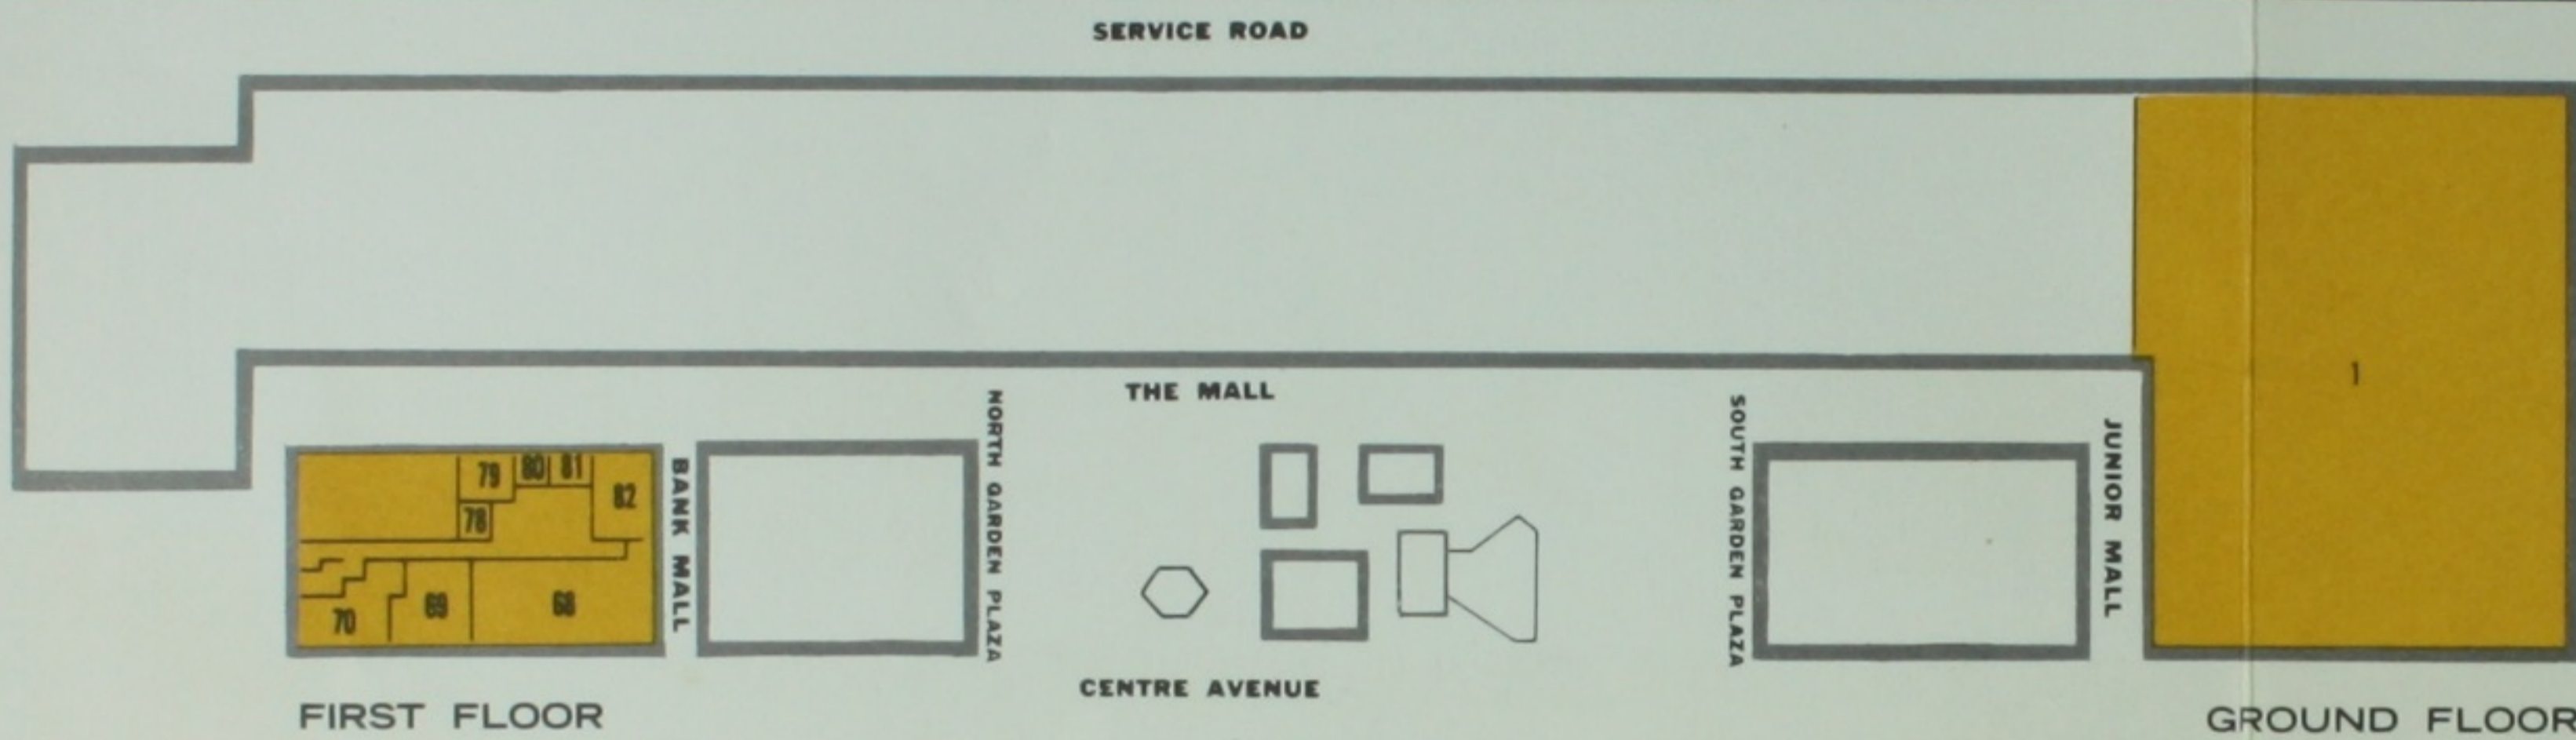 SERVICE ROAD
THE MALL
79
80
81
82
78
70
69
68
BANK MALL
NORTH GARDEN PLAZA
SOUTH GARDEN PLAZA
JUNIOR MALL
1
CENTRE AVENUE
FIRST FLOOR
GROUND FLOOR